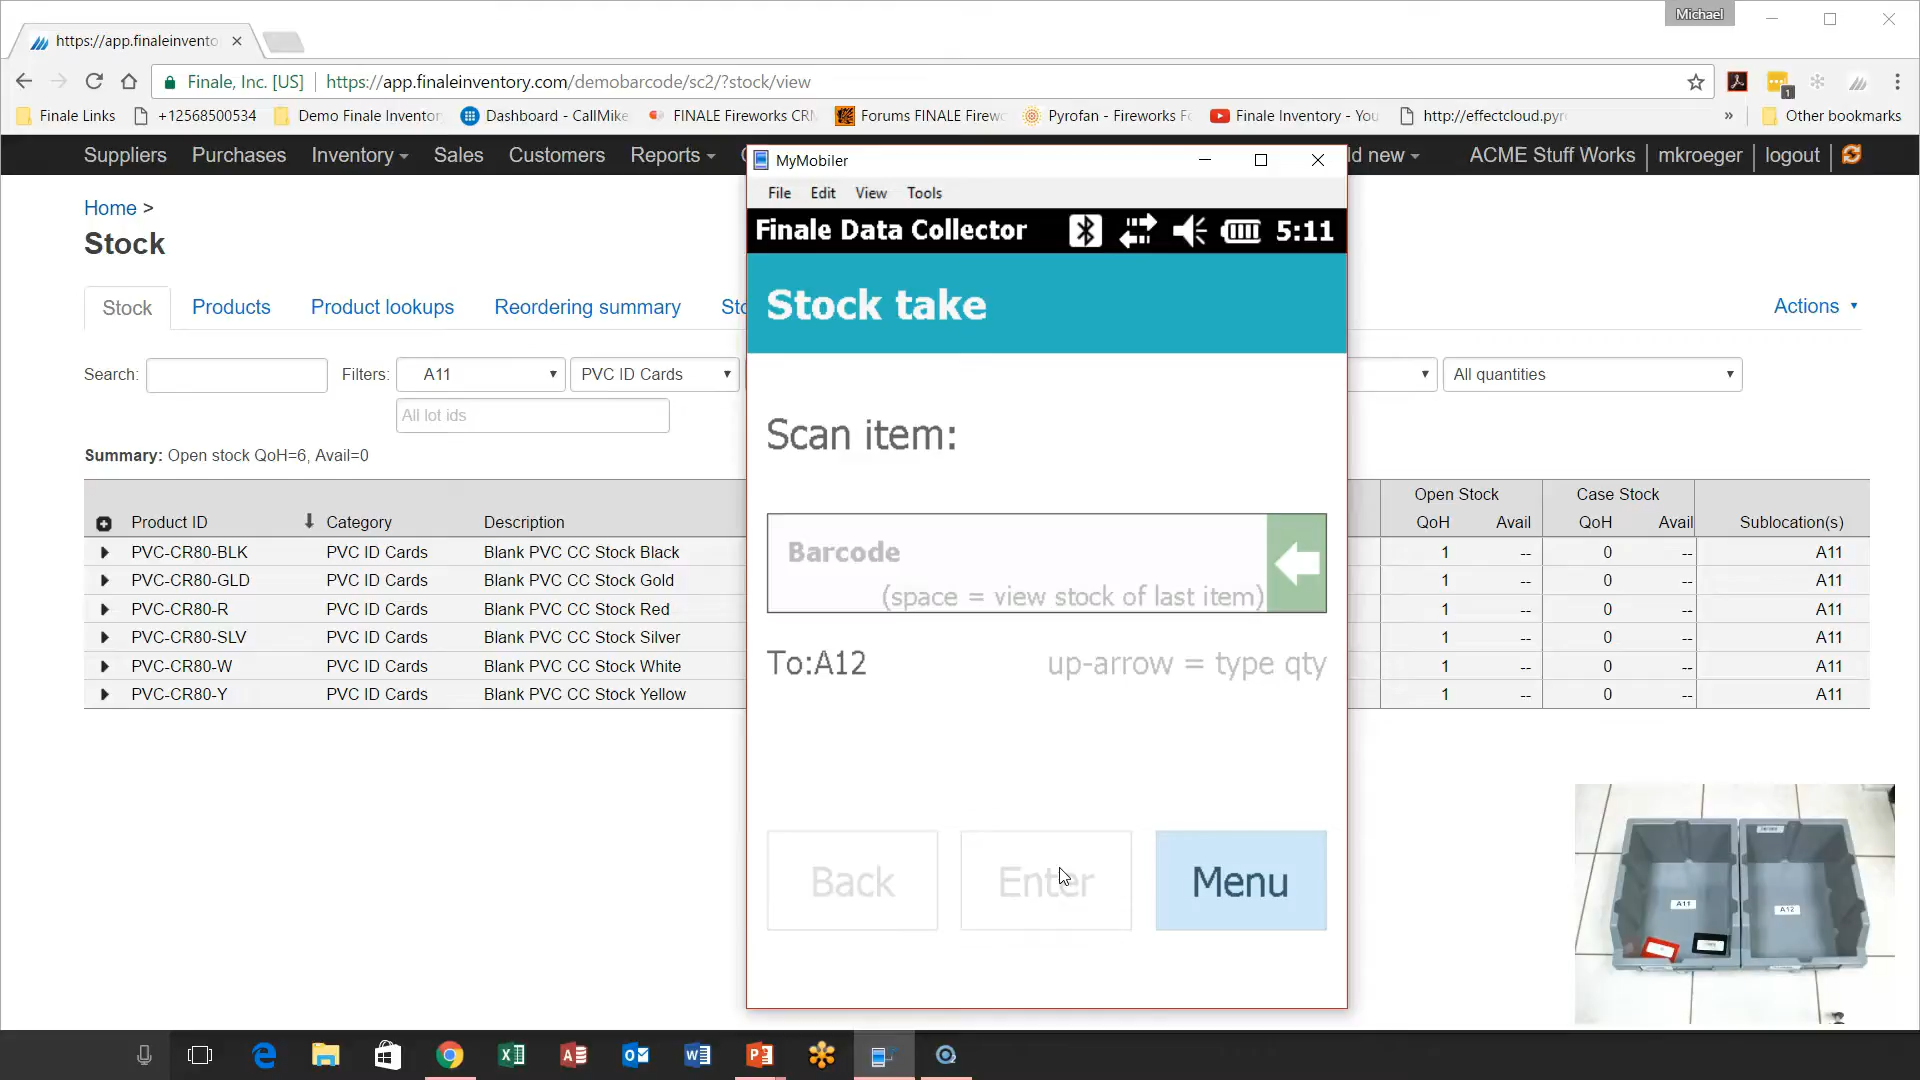 Michael
https://app.finaleinvento
Finale, Inc. [US] https://app.finaleinventory.com/demobarcode/sc2/?stock/view
1
Finale Links +12568500534 Demo Finale Inventor Dashboard - CallMike FINALE Fireworks CRM Forums FINALE Firew Pyrofan - Fireworks F Finale Inventory - You http://effectcloud.pyr » Other bookmarks
Suppliers Purchases Inventory Sales Customers Reports ld new ACME Stuff Works mkroeger logout
MyMobiler
File Edit View Tools
Finale Data Collector 5:11
Home >
Stock
Stock Products Product lookups Reordering summary Sto Actions
Stock take
Search: Filters: A11 PVC ID Cards All quantities
All lot ids
Scan item:
Summary: Open stock QoH=6, Avail=0
Open Stock Case Stock
Product ID Category Description QoH Avail QoH Avail Sublocation(s)
PVC-CR80-BLK PVC ID Cards Blank PVC CC Stock Black 1 -- 0 -- A11
PVC-CR80-GLD PVC ID Cards Blank PVC CC Stock Gold 1 -- 0 -- A11
PVC-CR80-R PVC ID Cards Blank PVC CC Stock Red 1 -- 0 -- A11
PVC-CR80-SLV PVC ID Cards Blank PVC CC Stock Silver 1 -- 0 -- A11
PVC-CR80-W PVC ID Cards Blank PVC CC Stock White 1 -- 0 -- A11
PVC-CR80-Y PVC ID Cards Blank PVC CC Stock Yellow 1 -- 0 -- A11
Barcode
(space = view stock of last item)
To:A12 up-arrow = type qty
Back Enter Menu
A11 A12